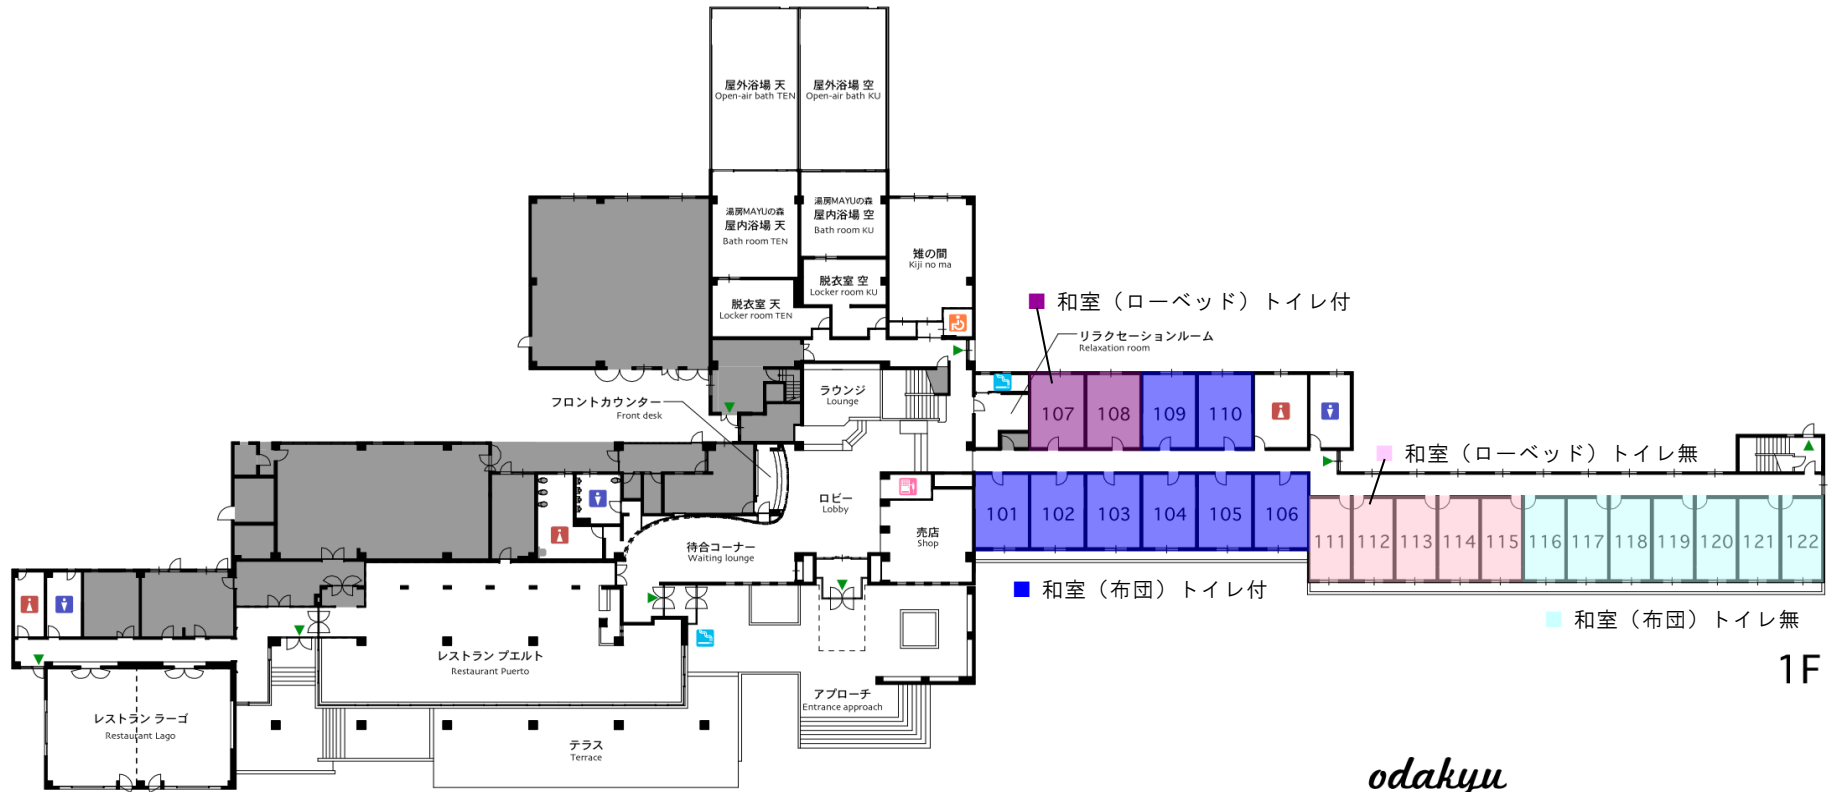 屋外浴場 天
Open-air bath TEN
屋外浴場 空
Open-air bath KU
湯房MAYUの森
屋内浴場 天
Bath room TEN
湯房MAYUの森
屋内浴場 空
Bath room KU
雉の間
Kiji no ma
脱衣室 空
Locker room KU
脱衣室 天
Locker room TEN
和室（ローベッド）トイレ付
リラクセーションルーム
Relaxation room
ラウンジ
Lounge
フロントカウンター
Front desk
107
108
109
110
和室（ローベッド）トイレ無
ロビー
Lobby
101
102
103
104
105
106
売店
Shop
待合コーナー
Waiting lounge
111
112
113
114
115
116
117
118
119
120
121
122
和室（布団）トイレ付
和室（布団）トイレ無
レストラン プエルト
Restaurant Puerto
1F
アプローチ
Entrance approach
レストラン ラーゴ
Restaurant Lago
テラス
Terrace
odakyu